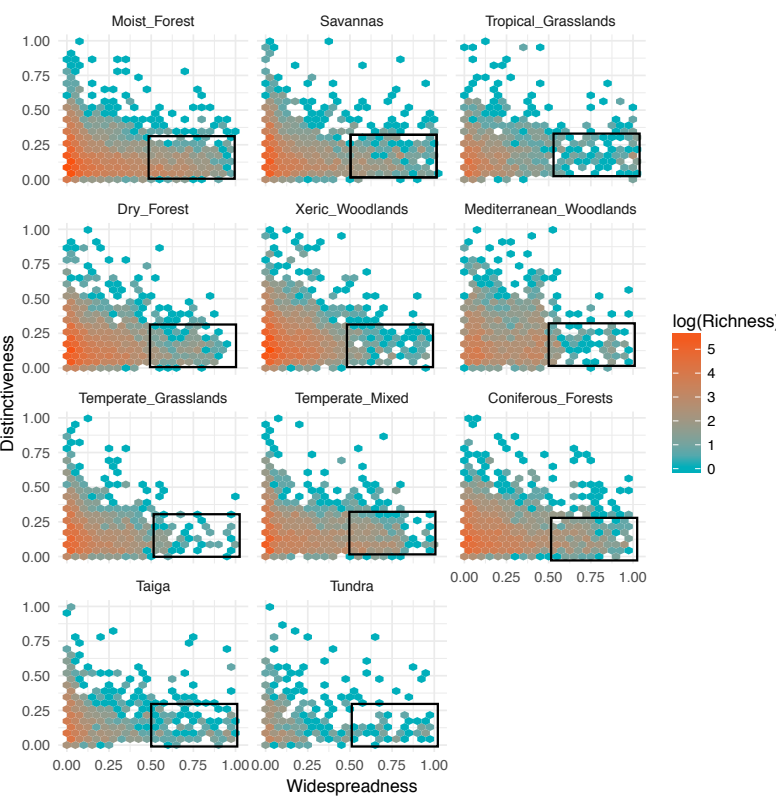 Moist_Forest Savannas Tropical_Grasslands
1.00
0.75
0.50
0.25
0.00
Dry_Forest Xeric_Woodlands Mediterranean_Woodlands
1.00
0.75
0.50
0.25
0.00
Temperate_Grasslands Temperate_Mixed Coniferous_Forests
1.00
0.75
0.50
0.25
0.00
0.00 0.25 0.50 0.75 1.00
Taiga Tundra
1.00
0.75
0.50
0.25
0.00
0.00 0.25 0.50 0.75 1.00 0.00 0.25 0.50 0.75 1.00
Widespreadness
Distinctiveness
log(Richness)
5
4
3
2
1
0